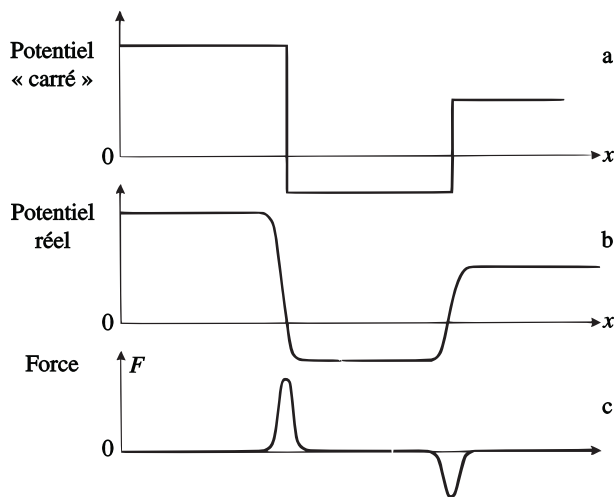 Potentiel
« carré »
a
0
x
Potentiel
réel
b
0
x
Force
F
c
0
x